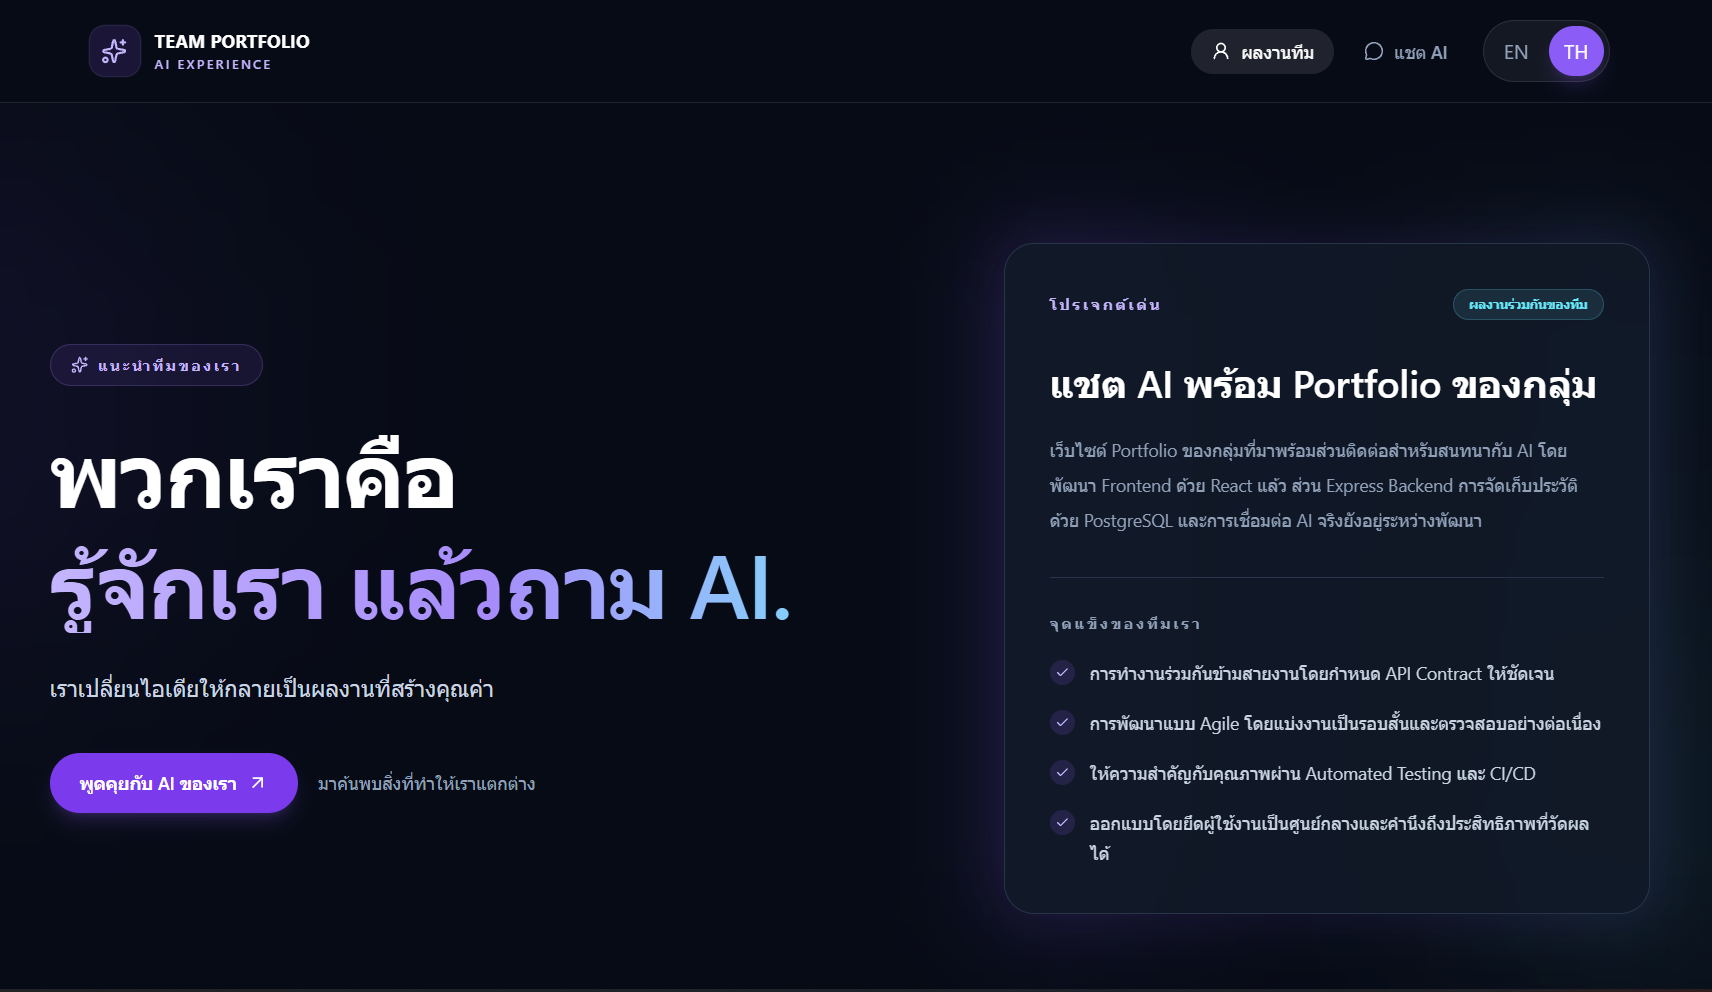 TEAM PORTFOLIO
AI EXPERIENCE
ผลงานทีม
แชต AI
EN
TH
แนะนำทีมของเรา
พวกเราคือ
รู้จักเรา แล้วถาม AI.
เราเปลี่ยนไอเดียให้กลายเป็นผลงานที่สร้างคุณค่า
พูดคุยกับ AI ของเรา
มาค้นพบสิ่งที่ทำให้เราแตกต่าง
โปรเจกต์เด่น
ผลงานร่วมกันของทีม
แชต AI พร้อม Portfolio ของกลุ่ม
เว็บไซต์ Portfolio ของกลุ่มที่มาพร้อมส่วนติดต่อสำหรับสนทนากับ AI โดย
พัฒนา Frontend ด้วย React แล้ว ส่วน Express Backend การจัดเก็บประวัติ
ด้วย PostgreSQL และการเชื่อมต่อ AI จริงยังอยู่ระหว่างพัฒนา
จุดแข็งของทีมเรา
การทำงานร่วมกันข้ามสายงานโดยกำหนด API Contract ให้ชัดเจน
การพัฒนาแบบ Agile โดยแบ่งงานเป็นรอบสั้นและตรวจสอบอย่างต่อเนื่อง
ให้ความสำคัญกับคุณภาพผ่าน Automated Testing และ CI/CD
ออกแบบโดยยึดผู้ใช้งานเป็นศูนย์กลางและคำนึงถึงประสิทธิภาพที่วัดผล
ได้